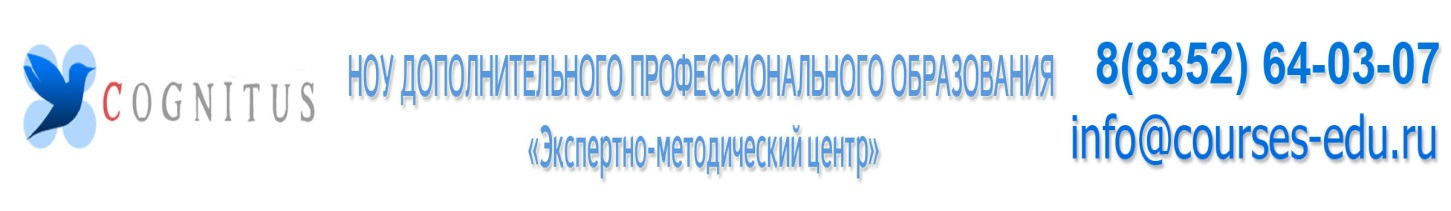 COGNITUS
НОУ ДОПОЛНИТЕЛЬНОГО ПРОФЕССИОНАЛЬНОГО ОБРАЗОВАНИЯ
«Экспертно-методический центр»
8(8352) 64-03-07
info@courses-edu.ru